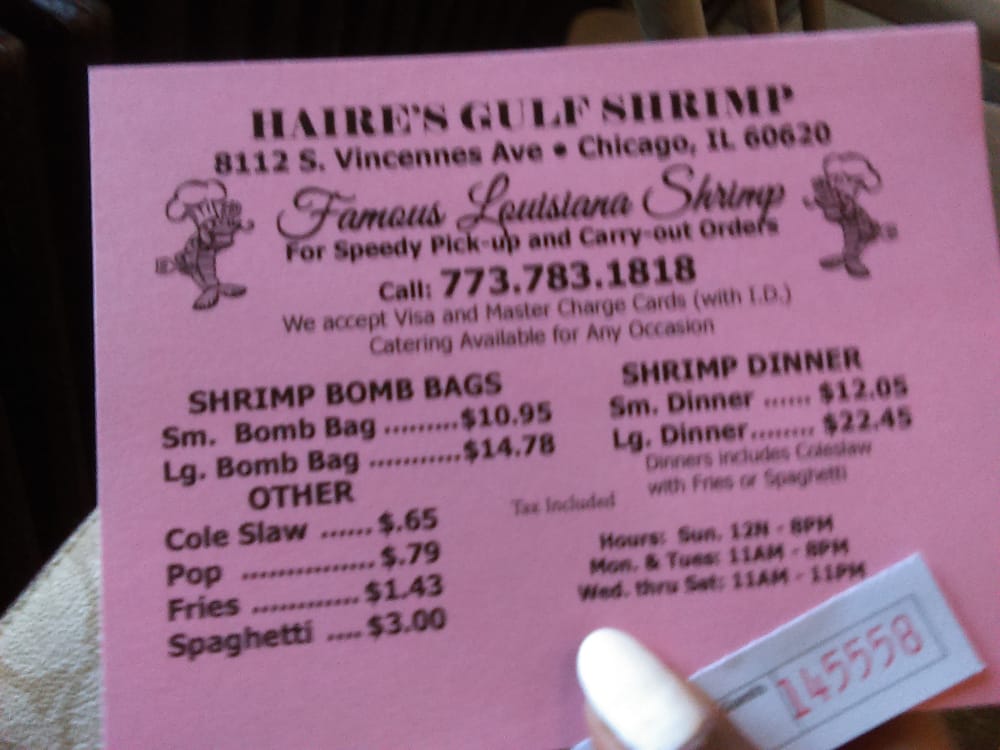 HAIRE'S GULF SHRIMP
8112 S. Vincennes Ave • Chicago, IL 60620
Famous Louisiana Shrimp
For Speedy Pick-up and Carry-out Orders
Call: 773.783.1818
We accept Visa and Master Charge Cards (with I.D.)
Catering Available for Any Occasion
SHRIMP BOMB BAGS
Sm. Bomb Bag .........$10.95
Lg. Bomb Bag ...........$14.78
OTHER
Cole Slaw ......$.65
Pop ................$.79
Fries ............$1.43
Spaghetti ....$3.00
SHRIMP DINNER
Sm. Dinner ...... $12.05
Lg. Dinner........ $22.45
Dinners includes Coleslaw
with Fries or Spaghetti
Tax Included
Hours: Sun. 12N - 8PM
Mon. & Tues: 11AM - 8PM
Wed. thru Sat: 11AM - 11PM
145558